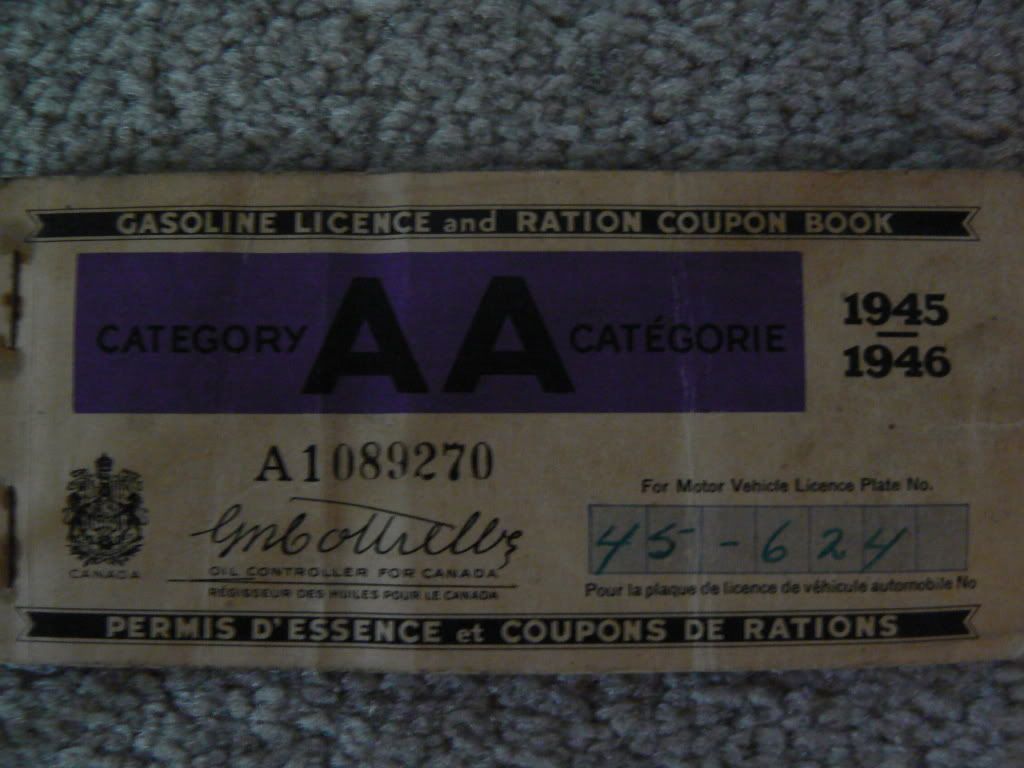 GASOLINE LICENCE and RATION COUPON BOOK
CATEGORY AA CATÉGORIE
1945
1946
A1089270
CANADA
GMCottrelle
OIL CONTROLLER FOR CANADA
RÉGISSEUR DES HUILES POUR LE CANADA
For Motor Vehicle Licence Plate No.
45-624
Pour la plaque de licence de véhicule automobile No
PERMIS D'ESSENCE et COUPONS DE RATIONS